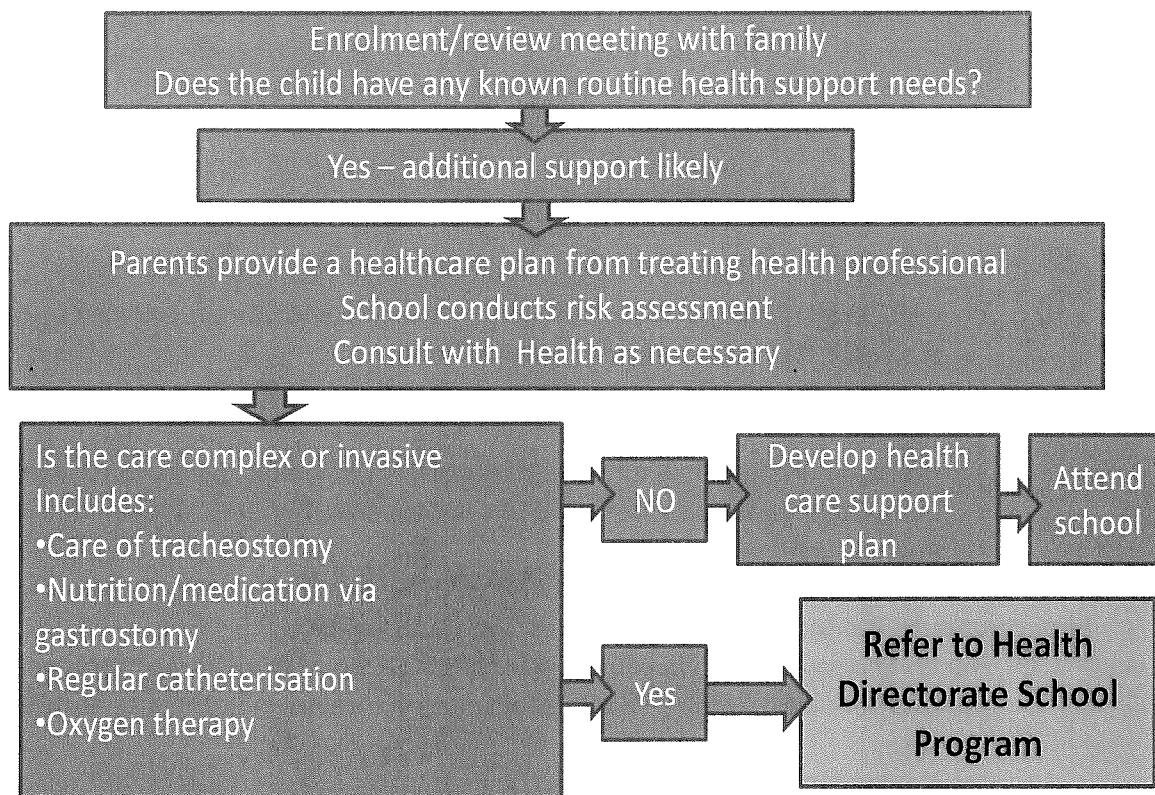 Enrolment/review meeting with family
Does the child have any known routine health support needs?
Yes – additional support likely
Parents provide a healthcare plan from treating health professional
School conducts risk assessment
Consult with Health as necessary
Is the care complex or invasive
Includes:
•Care of tracheostomy
•Nutrition/medication via
gastrostomy
•Regular catheterisation
•Oxygen therapy
NO
Develop health
care support
plan
Attend
school
Yes
Refer to Health
Directorate School
Program